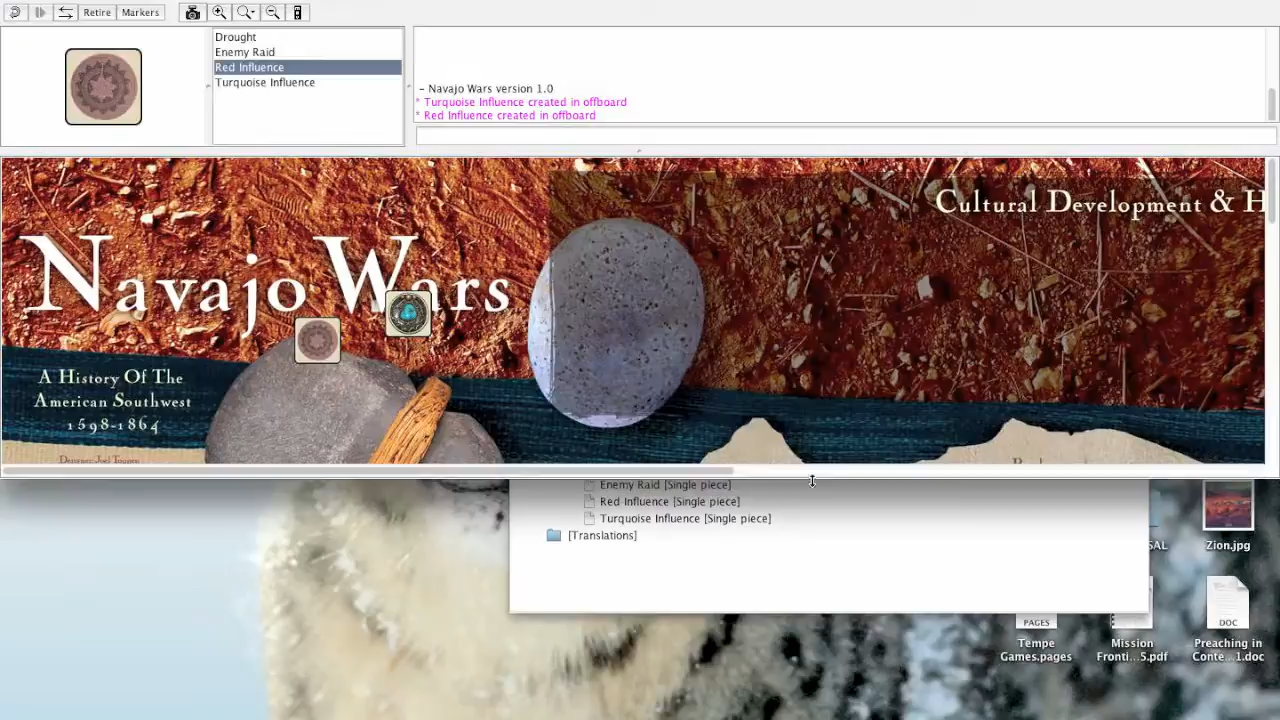 Retire Markers
Drought
Enemy Raid
Red Influence
Turquoise Influence
- Navajo Wars version 1.0
* Turquoise Influence created in offboard
* Red Influence created in offboard
Cultural Development & H
Navajo Wars
A History Of The
American Southwest
1598-1864
Enemy Raid [Single piece]
Red Influence [Single piece]
Turquoise Influence [Single piece]
[Translations]
SAL
Zion.jpg
PAGES
DOC
Tempe
Games.pages
Mission
Fronti...5.pdf
Preaching in
Conte...1.doc